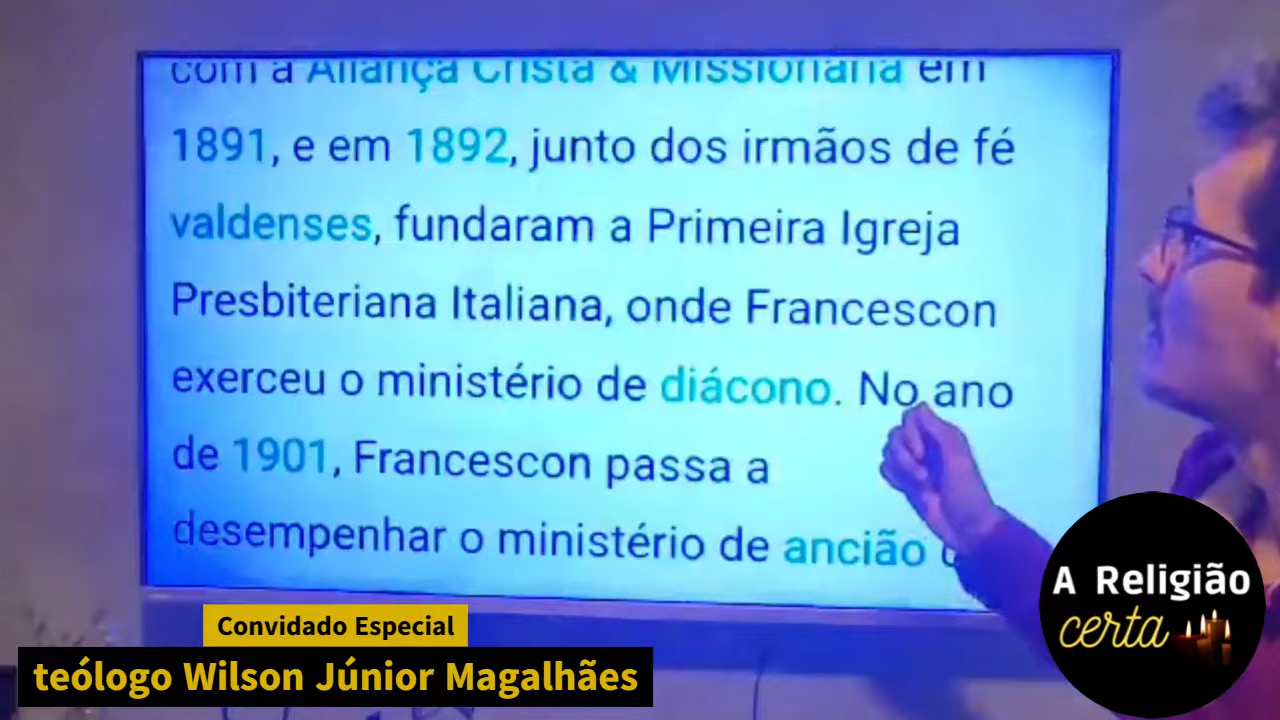 com a Aliança Cristã & Missionária em
1891, e em 1892, junto dos irmãos de fé
valdenses, fundaram a Primeira Igreja
Presbiteriana Italiana, onde Francescon
exerceu o ministério de diácono. No ano
de 1901, Francescon passa a
desempenhar o ministério de ancião
Convidado Especial
teólogo Wilson Júnior Magalhães
A Religião
certa